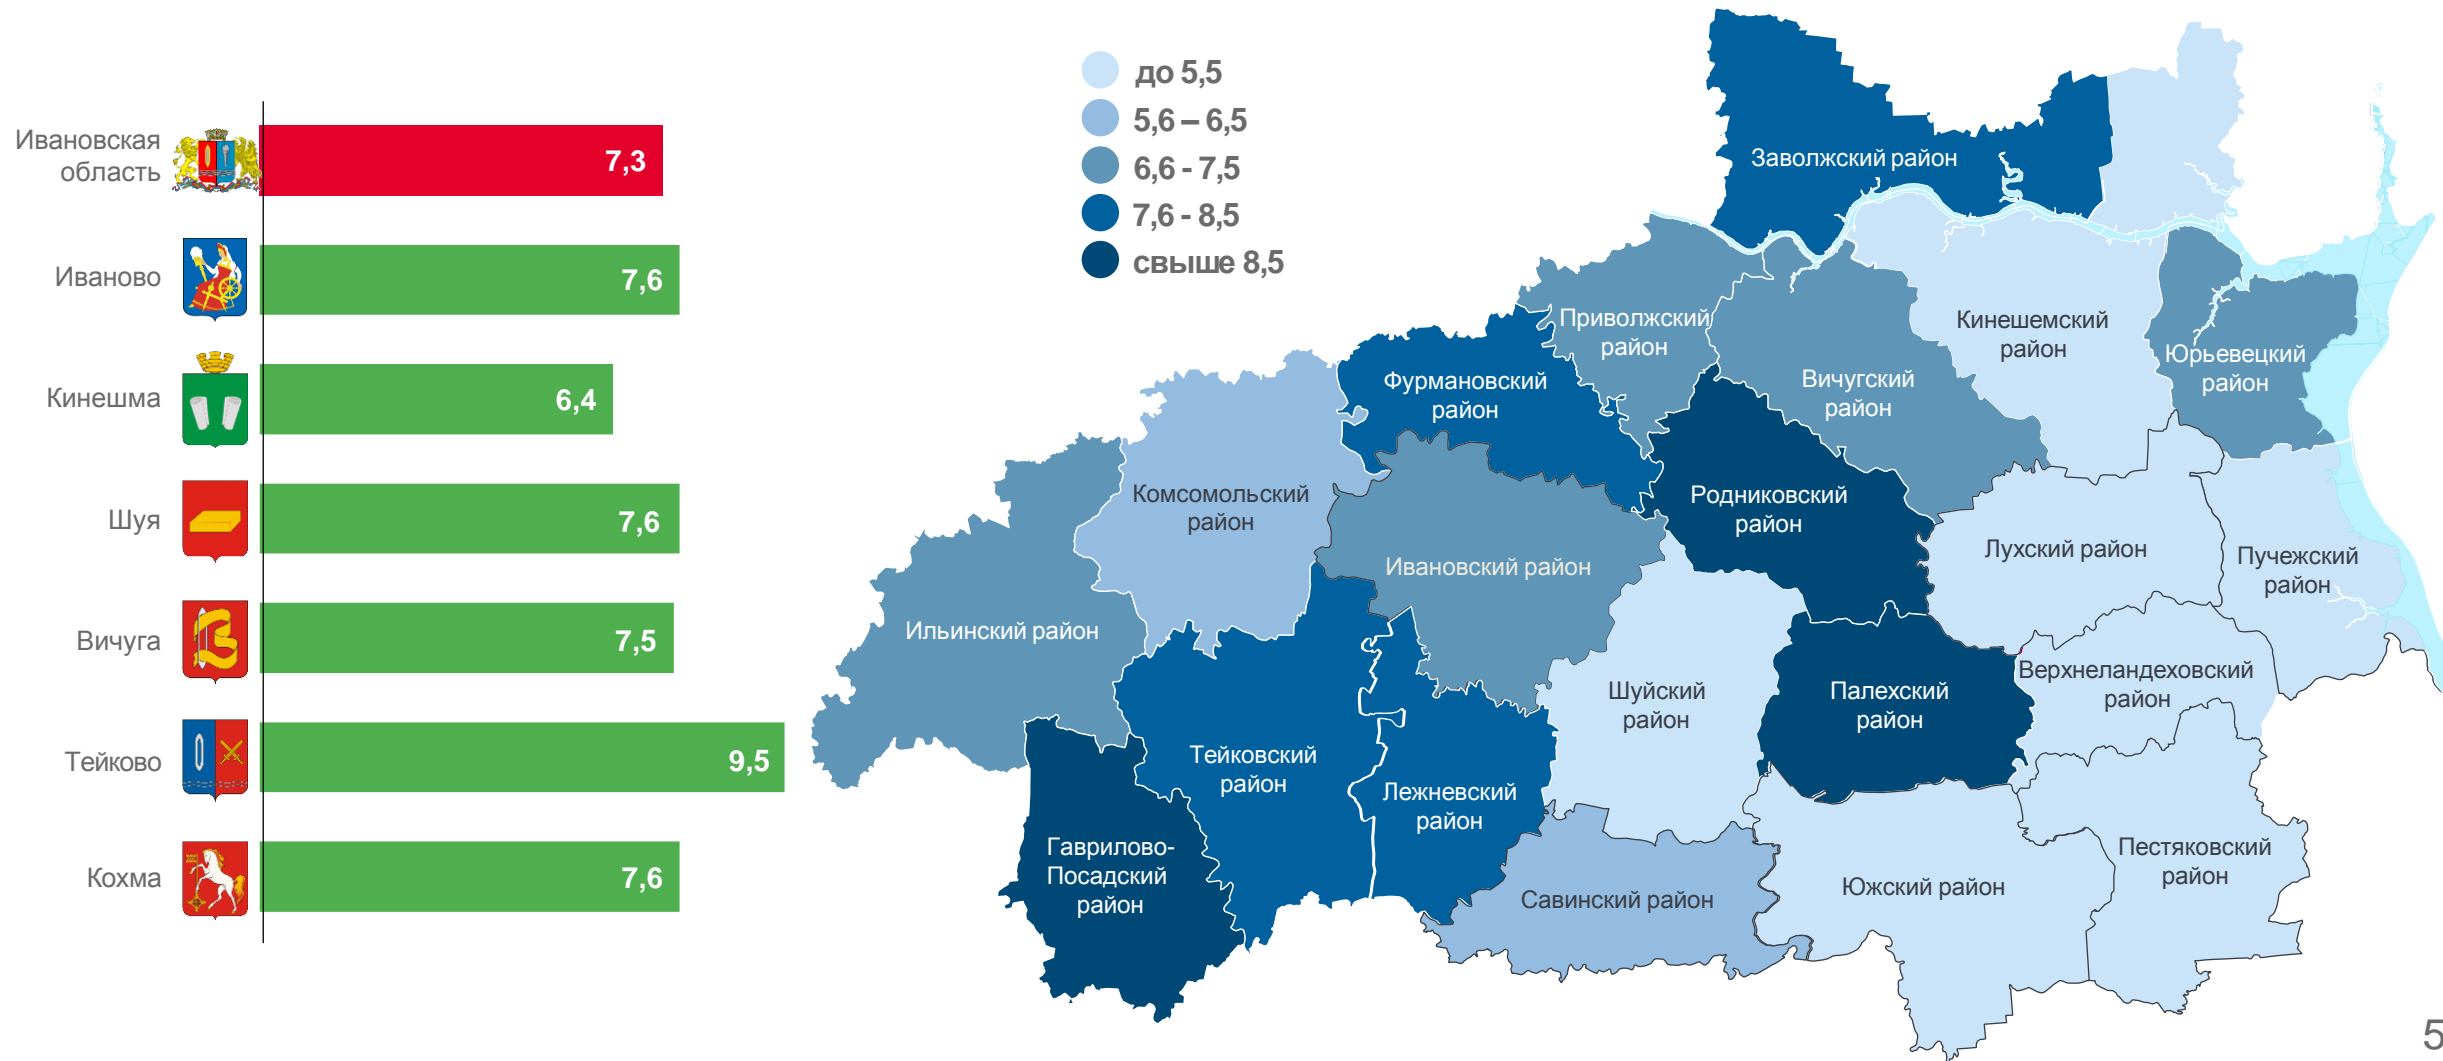 Ивановская
область
7,3
Иваново
7,6
Кинешма
6,4
Шуя
7,6
Вичуга
7,5
Тейково
9,5
Кохма
7,6
до 5,5
5,6 – 6,5
6,6 - 7,5
7,6 - 8,5
свыше 8,5
Заволжский район
Приволжский
район
Кинешемский
район
Юрьевецкий
район
Фурмановский
район
Вичугский
район
Комсомольский
район
Родниковский
район
Ивановский район
Лухский район
Пучежский
район
Ильинский район
Шуйский
район
Палехский
район
Верхнеландеховский
район
Тейковский
район
Лежневский
район
Гаврилово-
Посадский
район
Савинский район
Южский район
Пестяковский
район
5